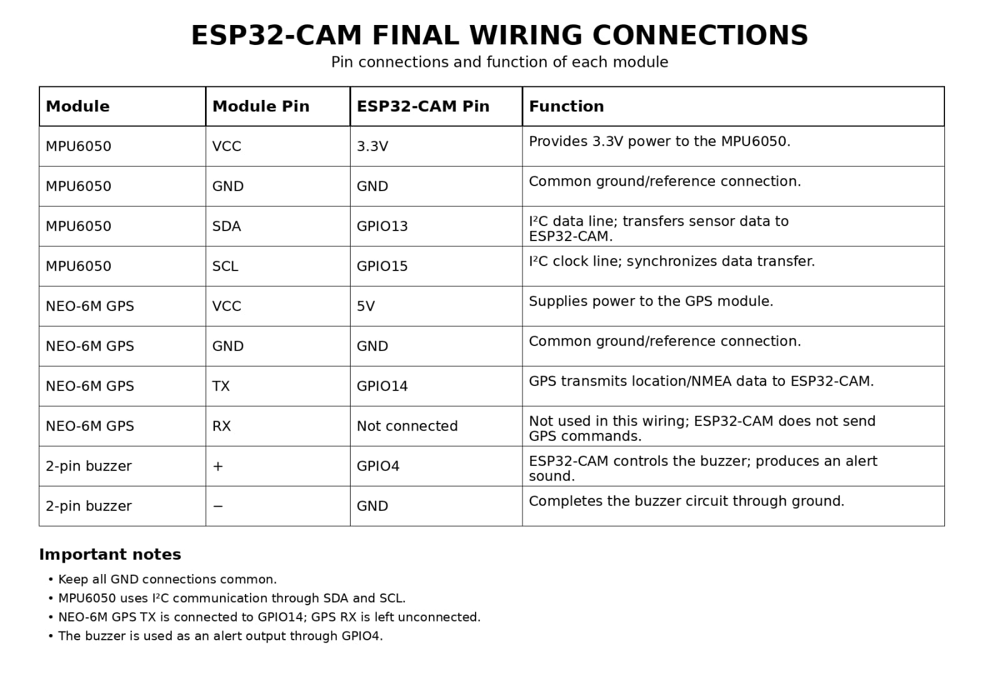 ESP32-CAM FINAL WIRING CONNECTIONS
Pin connections and function of each module
Module Module Pin ESP32-CAM Pin Function
MPU6050 VCC 3.3V Provides 3.3V power to the MPU6050.
MPU6050 GND GND Common ground/reference connection.
MPU6050 SDA GPIO13 I²C data line; transfers sensor data to
ESP32-CAM.
MPU6050 SCL GPIO15 I²C clock line; synchronizes data transfer.
NEO-6M GPS VCC 5V Supplies power to the GPS module.
NEO-6M GPS GND GND Common ground/reference connection.
NEO-6M GPS TX GPIO14 GPS transmits location/NMEA data to ESP32-CAM.
NEO-6M GPS RX Not connected Not used in this wiring; ESP32-CAM does not send
GPS commands.
2-pin buzzer + GPIO4 ESP32-CAM controls the buzzer; produces an alert
sound.
2-pin buzzer − GND Completes the buzzer circuit through ground.
Important notes
• Keep all GND connections common.
• MPU6050 uses I²C communication through SDA and SCL.
• NEO-6M GPS TX is connected to GPIO14; GPS RX is left unconnected.
• The buzzer is used as an alert output through GPIO4.